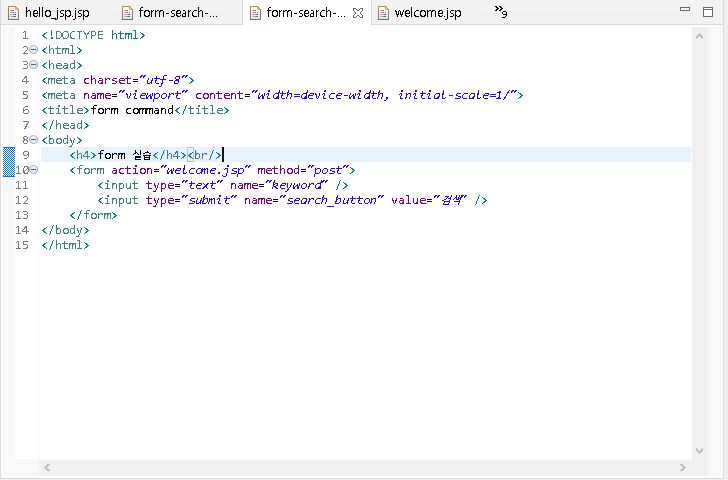 hello_jsp.jsp form-search-... form-search-... welcome.jsp »9
1 <!DOCTYPE html>
2 <html>
3 <head>
4 <meta charset="utf-8">
5 <meta name="viewport" content="width=device-width, initial-scale=1/">
6 <title>form command</title>
7 </head>
8 <body>
9 <h4>form 실습</h4><br/>
10 <form action="welcome.jsp" method="post">
11 <input type="text" name="keyword" />
12 <input type="submit" name="search_button" value="검색" />
13 </form>
14 </body>
15 </html>